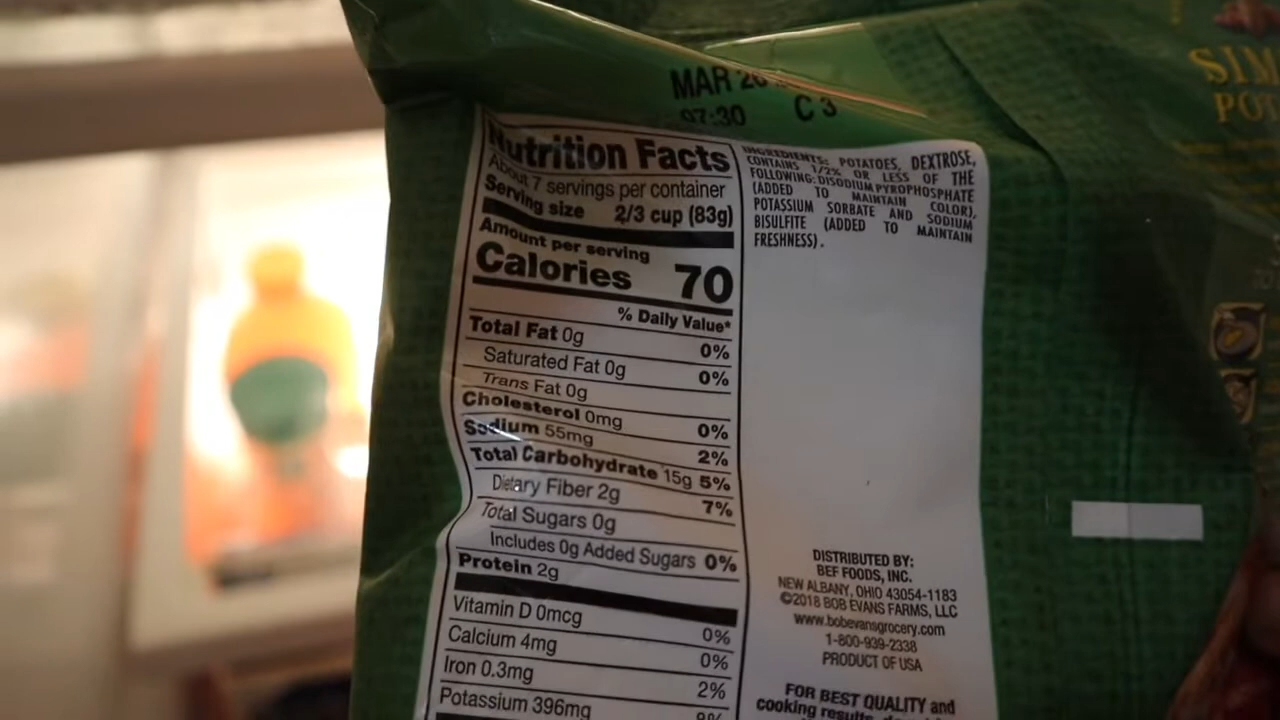 MAR 26
07:30 C 3
Nutrition Facts
About 7 servings per container
Serving size 2/3 cup (83g)
Amount per serving
Calories 70
% Daily Value*
Total Fat 0g 0%
Saturated Fat 0g 0%
Trans Fat 0g
Cholesterol 0mg 0%
Sodium 55mg 2%
Total Carbohydrate 15g 5%
Dietary Fiber 2g 7%
Total Sugars 0g
Includes 0g Added Sugars 0%
Protein 2g
Vitamin D 0mcg 0%
Calcium 4mg 0%
Iron 0.3mg 2%
Potassium 396mg 8%
INGREDIENTS: POTATOES, DEXTROSE,
CONTAINS 1/2% OR LESS OF THE
FOLLOWING: DISODIUM PYROPHOSPHATE
(ADDED TO MAINTAIN COLOR),
POTASSIUM SORBATE AND SODIUM
BISULFITE (ADDED TO MAINTAIN
FRESHNESS).
DISTRIBUTED BY:
BEF FOODS, INC.
NEW ALBANY, OHIO 43054-1183
©2018 BOB EVANS FARMS, LLC
www.bobevansgrocery.com
1-800-939-2338
PRODUCT OF USA
FOR BEST QUALITY and
cooking results,
SIM
POT